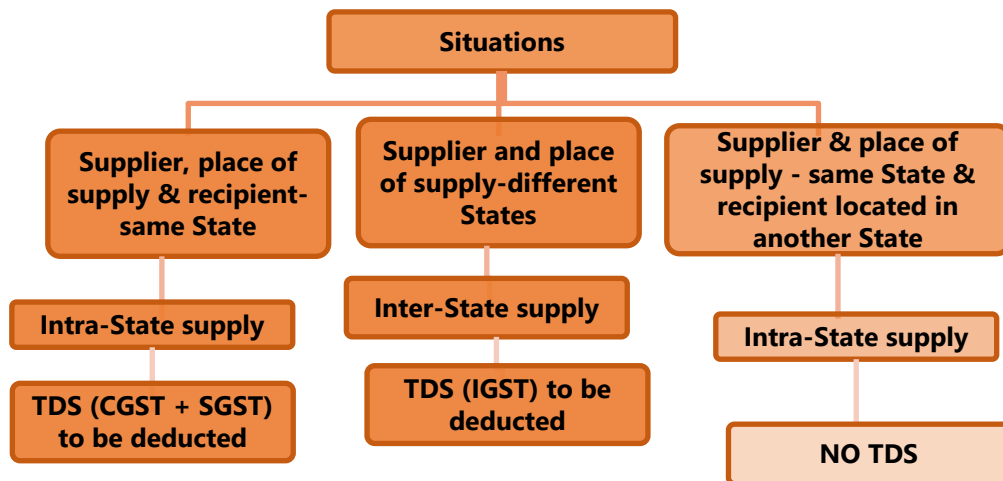 Situations
Supplier, place of
supply & recipient-
same State
Supplier and place
of supply-different
States
Supplier & place of
supply - same State &
recipient located in
another State
Intra-State supply
Inter-State supply
Intra-State supply
TDS (CGST + SGST)
to be deducted
TDS (IGST) to be
deducted
NO TDS